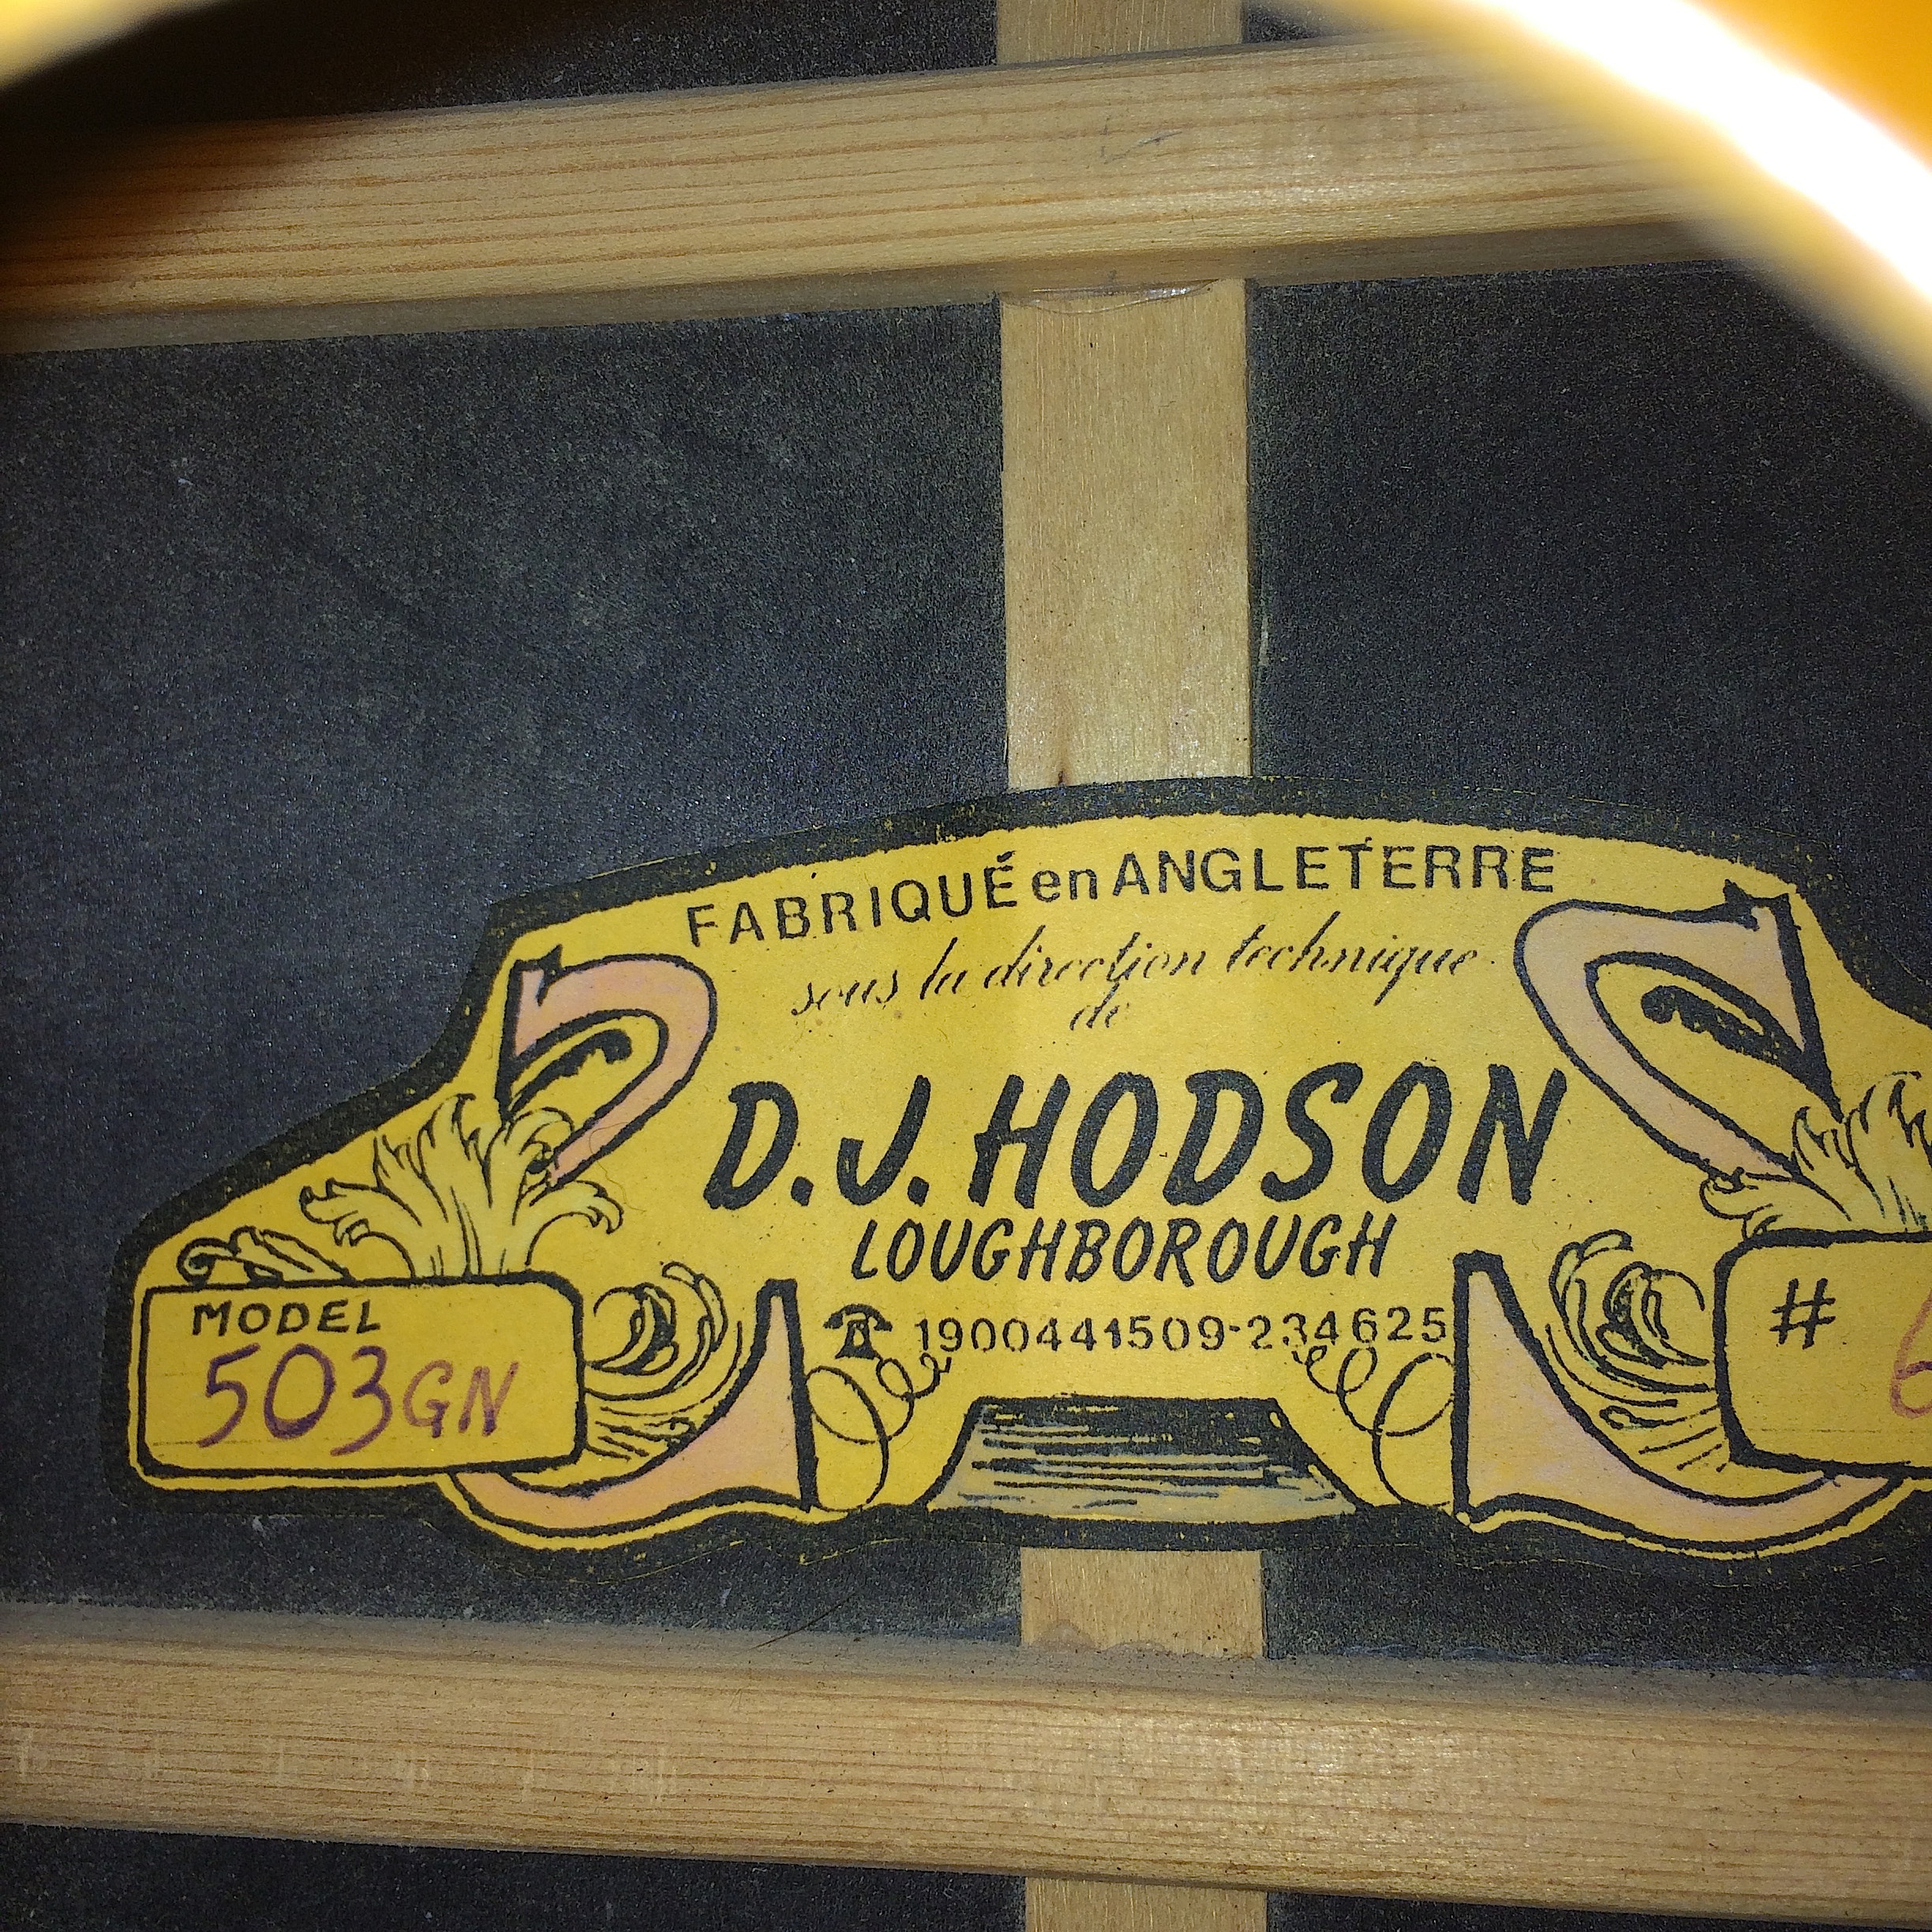 FABRIQUÉ en ANGLETERRE
sous la direction technique
de
D.J. HODSON
LOUGHBOROUGH
☎ 1900441509-234625
MODEL
503GN
#